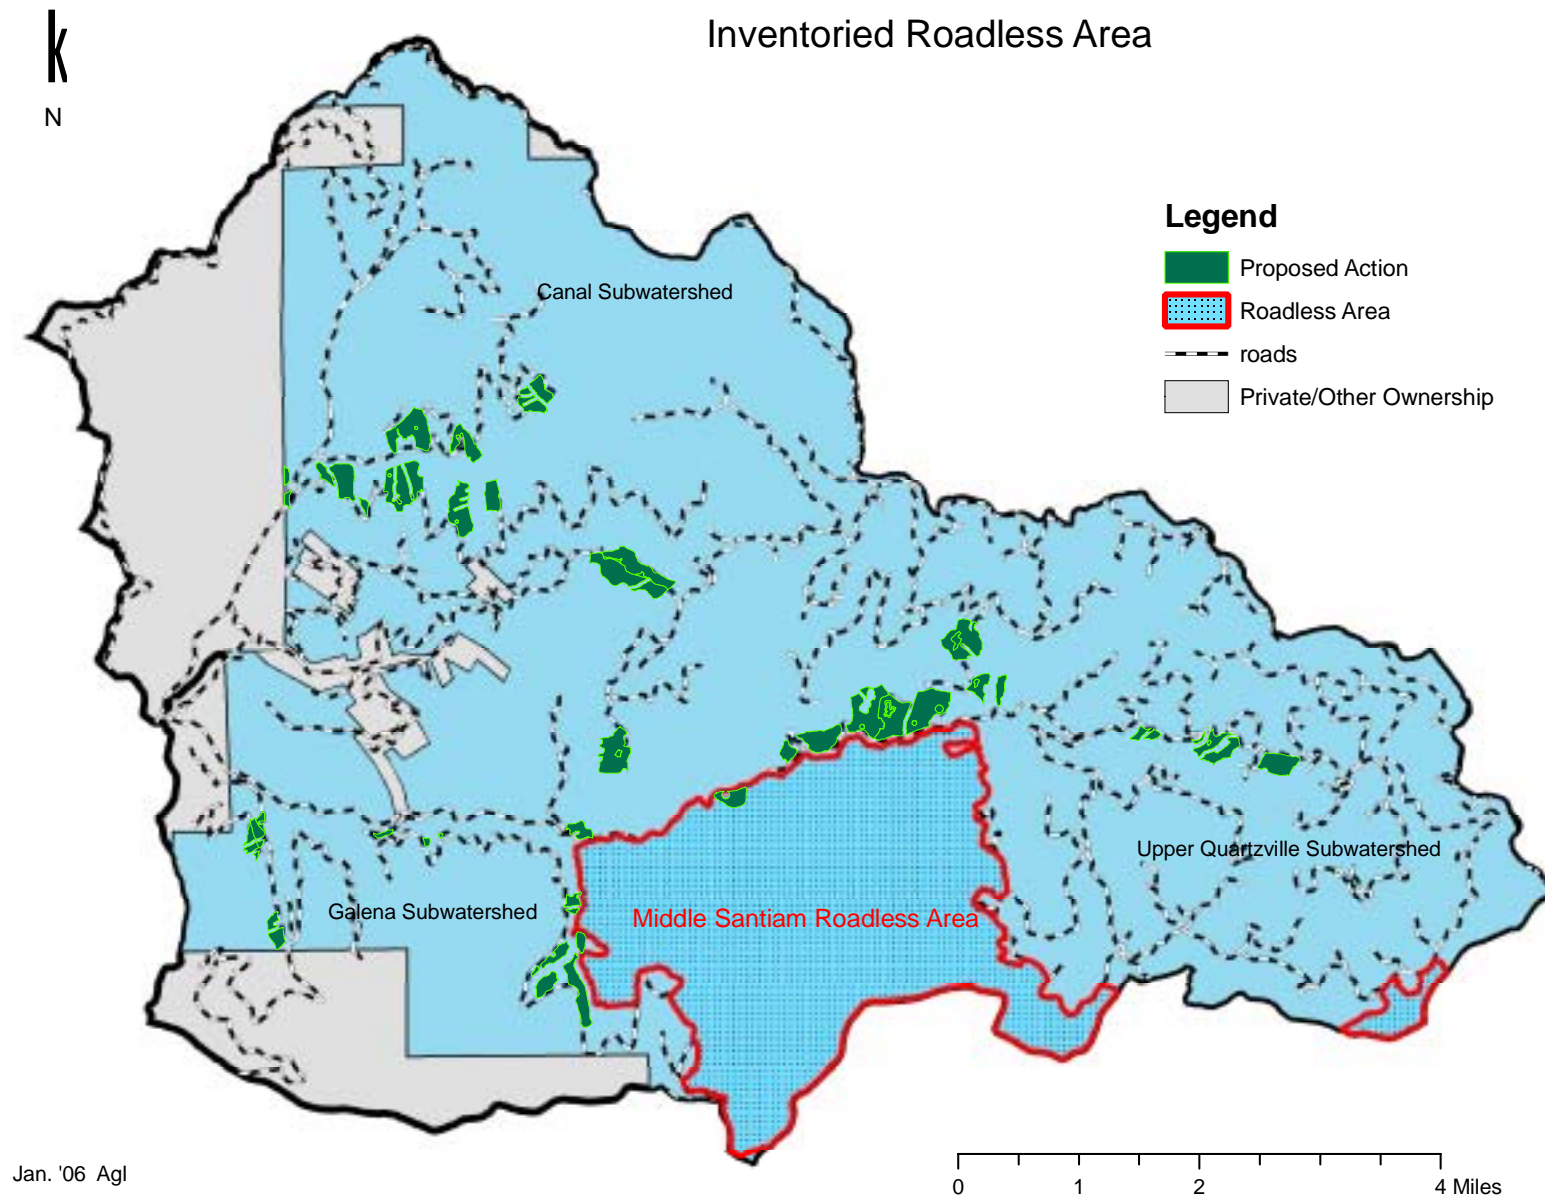 Inventoried Roadless Area
N
Legend
Proposed Action
Roadless Area
roads
Private/Other Ownership
Canal Subwatershed
Upper Quartzville Subwatershed
Galena Subwatershed
Middle Santiam Roadless Area
Jan. '06 Agl
0 1 2 4 Miles